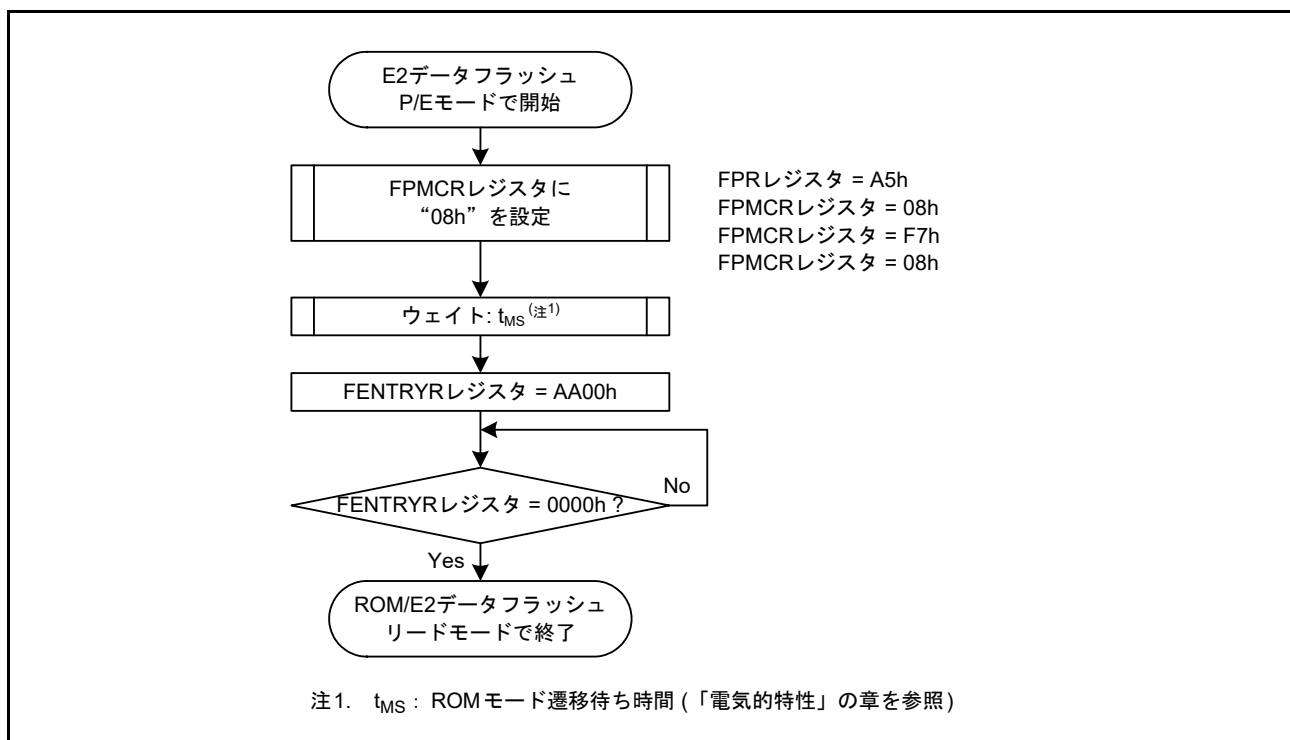 E2データフラッシュ
P/Eモードで開始
FPMCRレジスタに
“08h”を設定
FPRレジスタ = A5h
FPMCRレジスタ = 08h
FPMCRレジスタ = F7h
FPMCRレジスタ = 08h
ウェイト: tMS(注1)
FENTRYRレジスタ = AA00h
FENTRYRレジスタ = 0000h ?
No
Yes
ROM/E2データフラッシュ
リードモードで終了
注1. tMS : ROMモード遷移待ち時間 (「電気的特性」の章を参照)